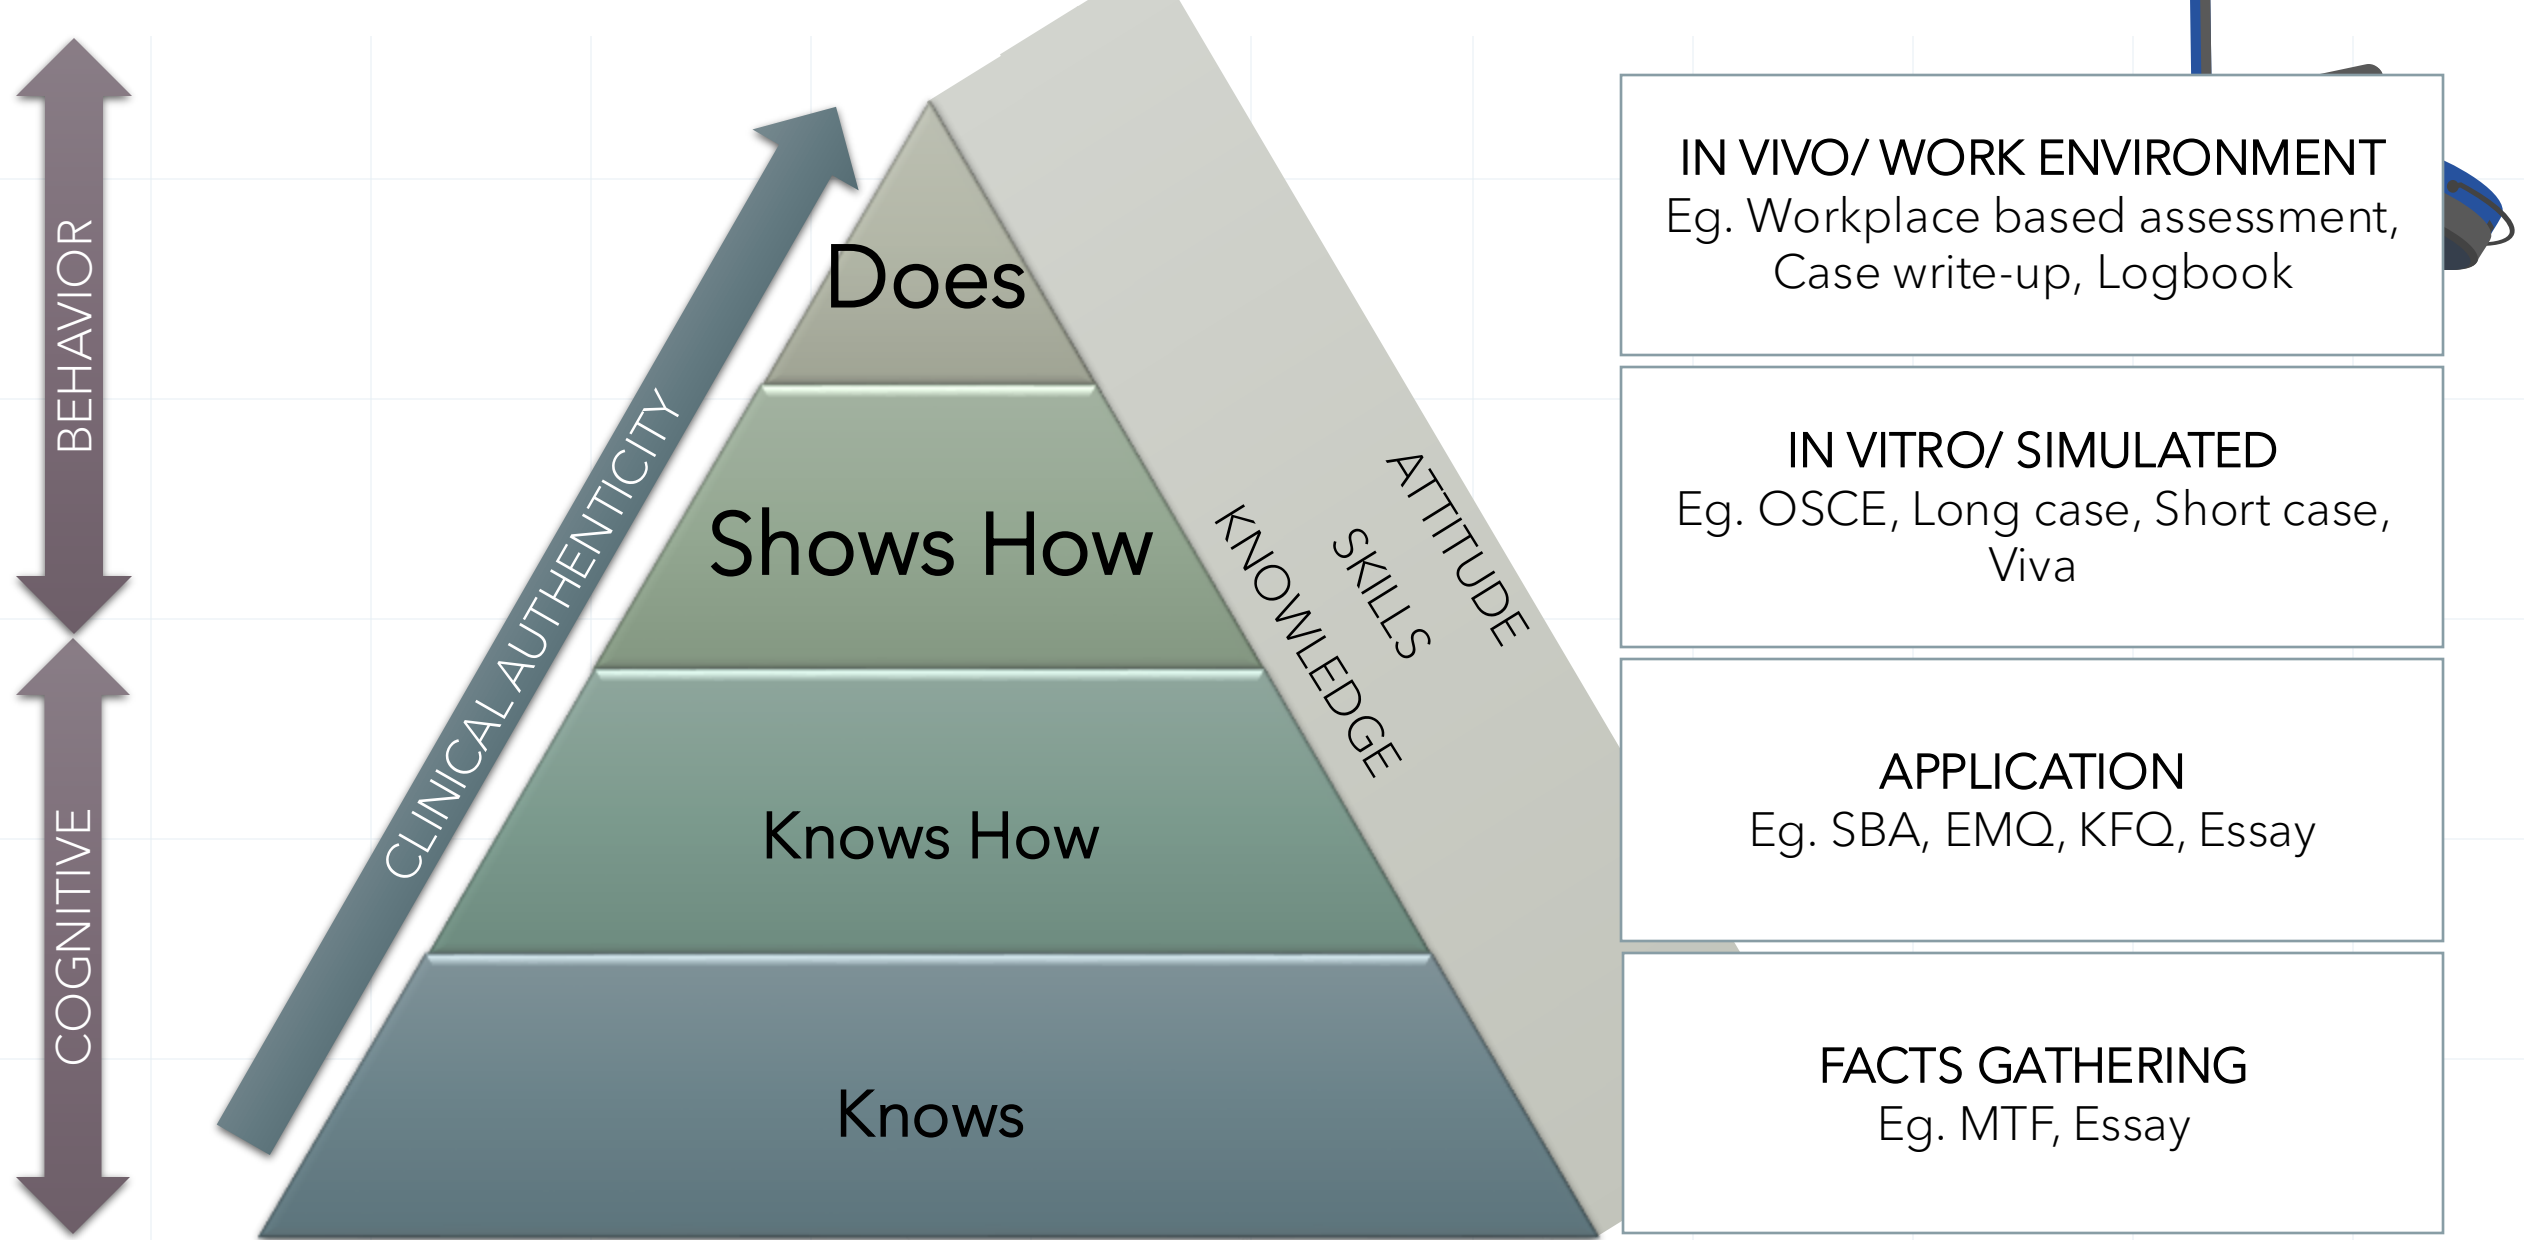 BEHAVIOR
COGNITIVE
CLINICAL AUTHENTICITY
Does
Shows How
Knows How
Knows
KNOWLEDGE
SKILLS
ATTITUDE
IN VIVO/ WORK ENVIRONMENT
Eg. Workplace based assessment,
Case write-up, Logbook
IN VITRO/ SIMULATED
Eg. OSCE, Long case, Short case,
Viva
APPLICATION
Eg. SBA, EMQ, KFQ, Essay
FACTS GATHERING
Eg. MTF, Essay